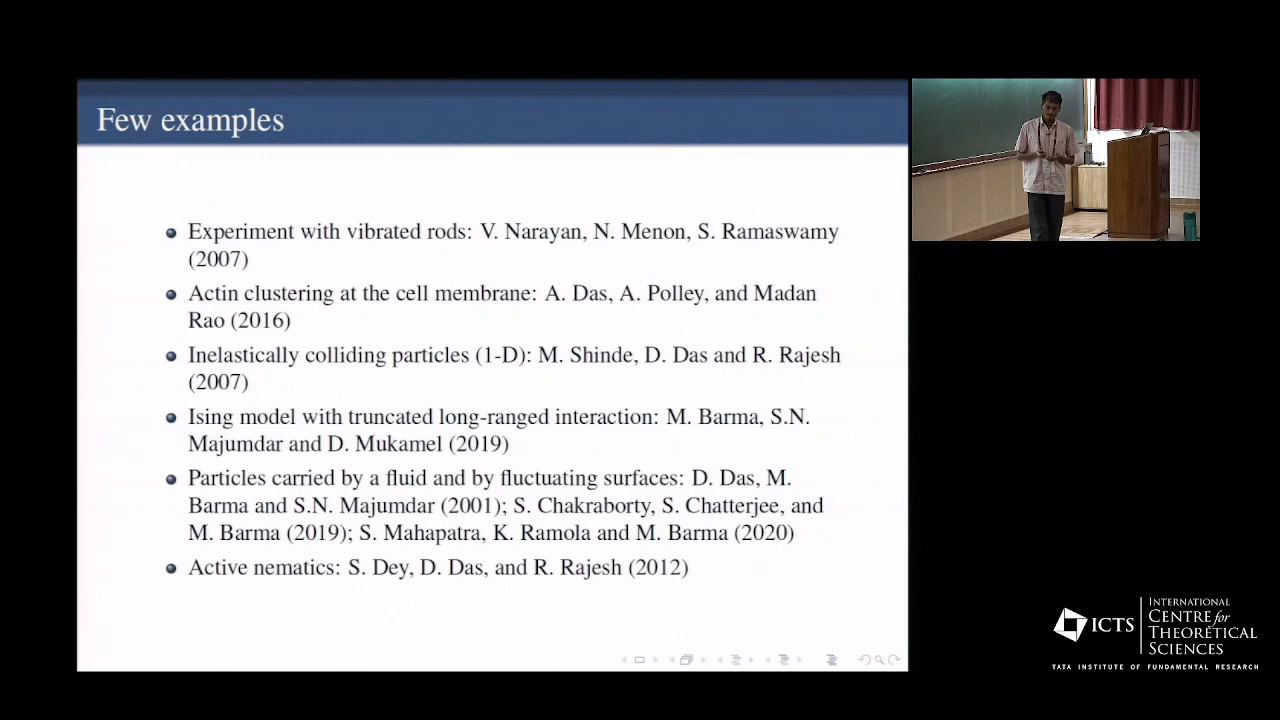 Few examples
Experiment with vibrated rods: V. Narayan, N. Menon, S. Ramaswamy
(2007)
Actin clustering at the cell membrane: A. Das, A. Polley, and Madan
Rao (2016)
Inelastically colliding particles (1-D): M. Shinde, D. Das and R. Rajesh
(2007)
Ising model with truncated long-ranged interaction: M. Barma, S.N.
Majumdar and D. Mukamel (2019)
Particles carried by a fluid and by fluctuating surfaces: D. Das, M.
Barma and S.N. Majumdar (2001); S. Chakraborty, S. Chatterjee, and
M. Barma (2019); S. Mahapatra, K. Ramola and M. Barma (2020)
Active nematics: S. Dey, D. Das, and R. Rajesh (2012)
ICTS
INTERNATIONAL
CENTRE for
THEORETICAL
SCIENCES
TATA INSTITUTE OF FUNDAMENTAL RESEARCH